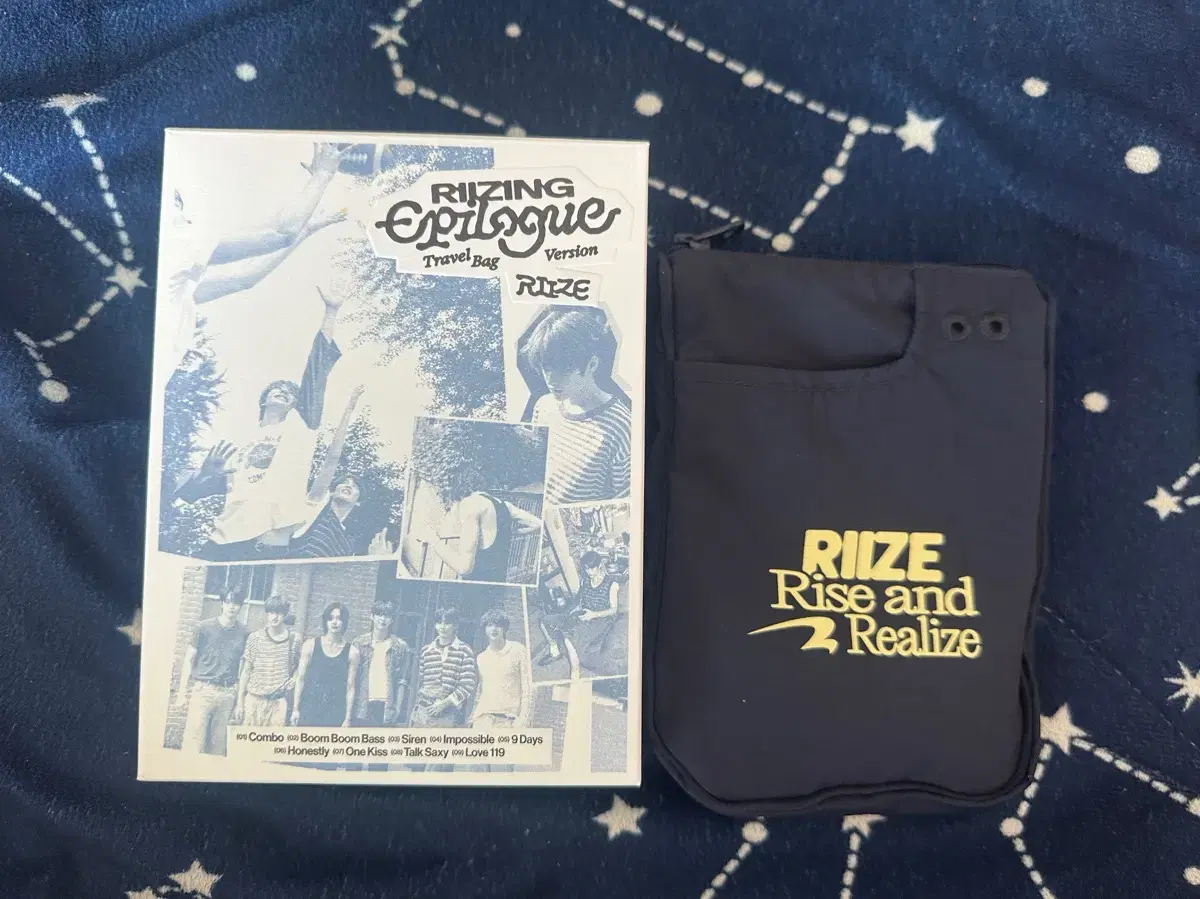 RIIZING
Epilogue
Travel Bag Version
RIIZE
(01) Combo (02) Boom Boom Bass (03) Siren (04) Impossible (05) 9 Days
(06) Honestly (07) One Kiss (08) Talk Saxy (09) Love 119
RIIZE
Rise and
Realize